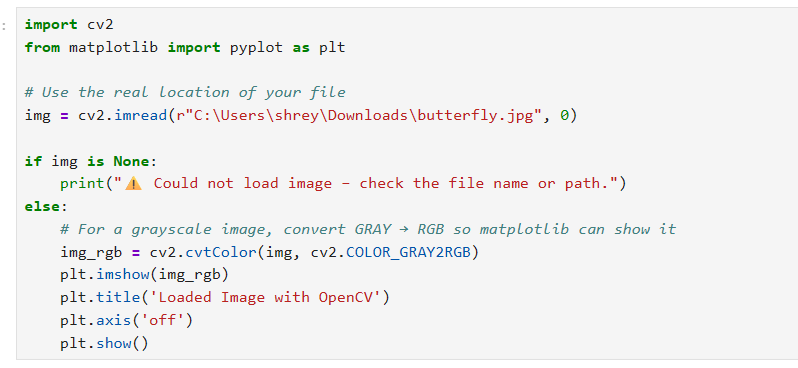 :
import cv2
from matplotlib import pyplot as plt
# Use the real location of your file
img = cv2.imread(r"C:\Users\shrey\Downloads\butterfly.jpg", 0)
if img is None:
    print("⚠️ Could not load image – check the file name or path.")
else:
    # For a grayscale image, convert GRAY → RGB so matplotlib can show it
    img_rgb = cv2.cvtColor(img, cv2.COLOR_GRAY2RGB)
    plt.imshow(img_rgb)
    plt.title('Loaded Image with OpenCV')
    plt.axis('off')
    plt.show()